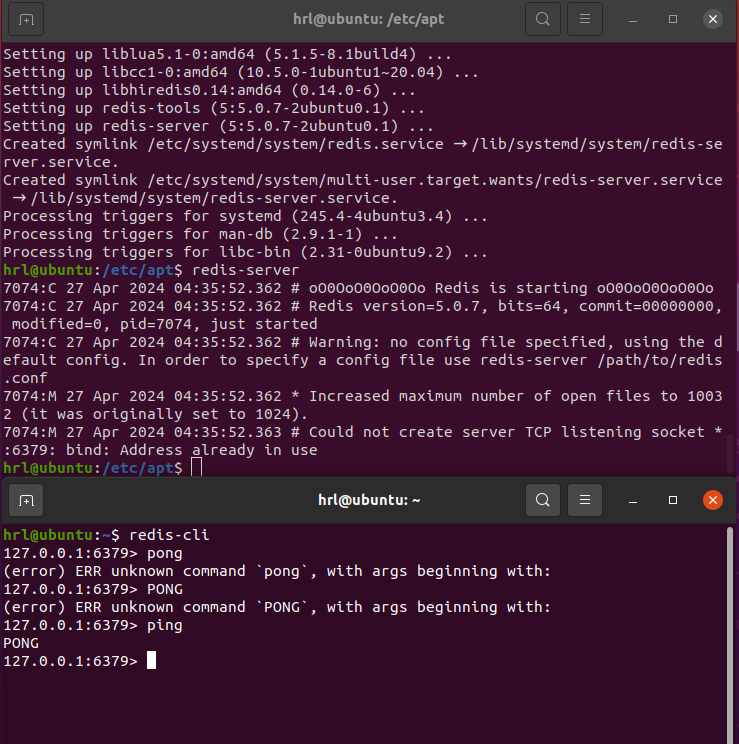 hrl@ubuntu: /etc/apt
Setting up liblua5.1-0:amd64 (5.1.5-8.1build4) ...
Setting up libcc1-0:amd64 (10.5.0-1ubuntu1~20.04) ...
Setting up libhiredis0.14:amd64 (0.14.0-6) ...
Setting up redis-tools (5:5.0.7-2ubuntu0.1) ...
Setting up redis-server (5:5.0.7-2ubuntu0.1) ...
Created symlink /etc/systemd/system/redis.service → /lib/systemd/system/redis-se
rver.service.
Created symlink /etc/systemd/system/multi-user.target.wants/redis-server.service
 → /lib/systemd/system/redis-server.service.
Processing triggers for systemd (245.4-4ubuntu3.4) ...
Processing triggers for man-db (2.9.1-1) ...
Processing triggers for libc-bin (2.31-0ubuntu9.2) ...
hrl@ubuntu:/etc/apt$ redis-server
7074:C 27 Apr 2024 04:35:52.362 # oO0OoO0OoO0Oo Redis is starting oO0OoO0OoO0Oo
7074:C 27 Apr 2024 04:35:52.362 # Redis version=5.0.7, bits=64, commit=00000000,
 modified=0, pid=7074, just started
7074:C 27 Apr 2024 04:35:52.362 # Warning: no config file specified, using the d
efault config. In order to specify a config file use redis-server /path/to/redis
.conf
7074:M 27 Apr 2024 04:35:52.362 * Increased maximum number of open files to 1003
2 (it was originally set to 1024).
7074:M 27 Apr 2024 04:35:52.363 # Could not create server TCP listening socket *
:6379: bind: Address already in use
hrl@ubuntu:/etc/apt$
hrl@ubuntu: ~
hrl@ubuntu:~$ redis-cli
127.0.0.1:6379> pong
(error) ERR unknown command `pong`, with args beginning with:
127.0.0.1:6379> PONG
(error) ERR unknown command `PONG`, with args beginning with:
127.0.0.1:6379> ping
PONG
127.0.0.1:6379>